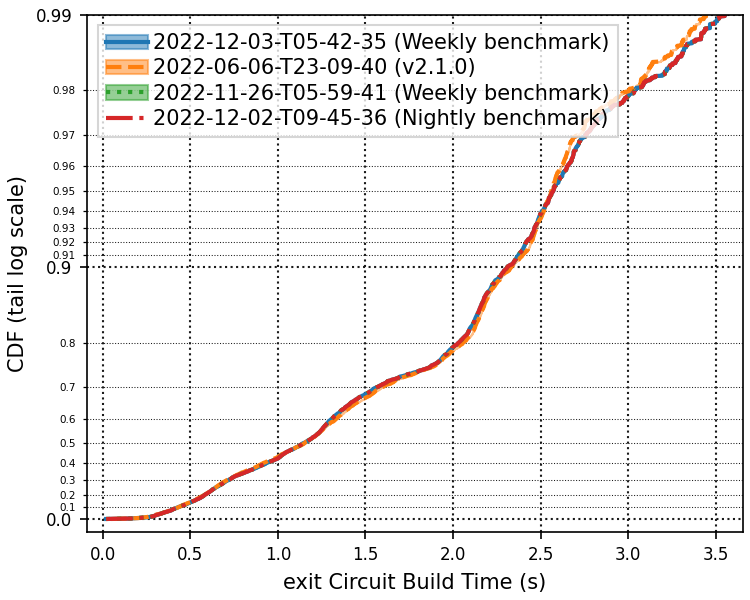 0.99
2022-12-03-T05-42-35 (Weekly benchmark)
2022-06-06-T23-09-40 (v2.1.0)
2022-11-26-T05-59-41 (Weekly benchmark)
2022-12-02-T09-45-36 (Nightly benchmark)
0.98
0.97
0.96
0.95
0.94
0.93
0.92
0.91
0.9
0.8
0.7
0.6
0.5
0.4
0.3
0.2
0.1
0.0
CDF (tail log scale)
0.0 0.5 1.0 1.5 2.0 2.5 3.0 3.5
exit Circuit Build Time (s)